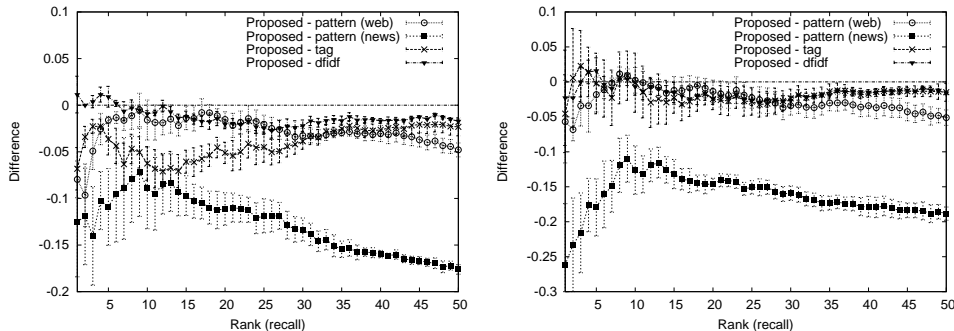 Proposed - pattern (web)
Proposed - pattern (news)
Proposed - tag
Proposed - dfidf
0.1
0.05
0
-0.05
-0.1
-0.15
-0.2
Difference
5 10 15 20 25 30 35 40 45 50
Rank (recall)
Proposed - pattern (web)
Proposed - pattern (news)
Proposed - tag
Proposed - dfidf
0.1
0.05
0
-0.05
-0.1
-0.15
-0.2
-0.25
-0.3
Difference
5 10 15 20 25 30 35 40 45 50
Rank (recall)